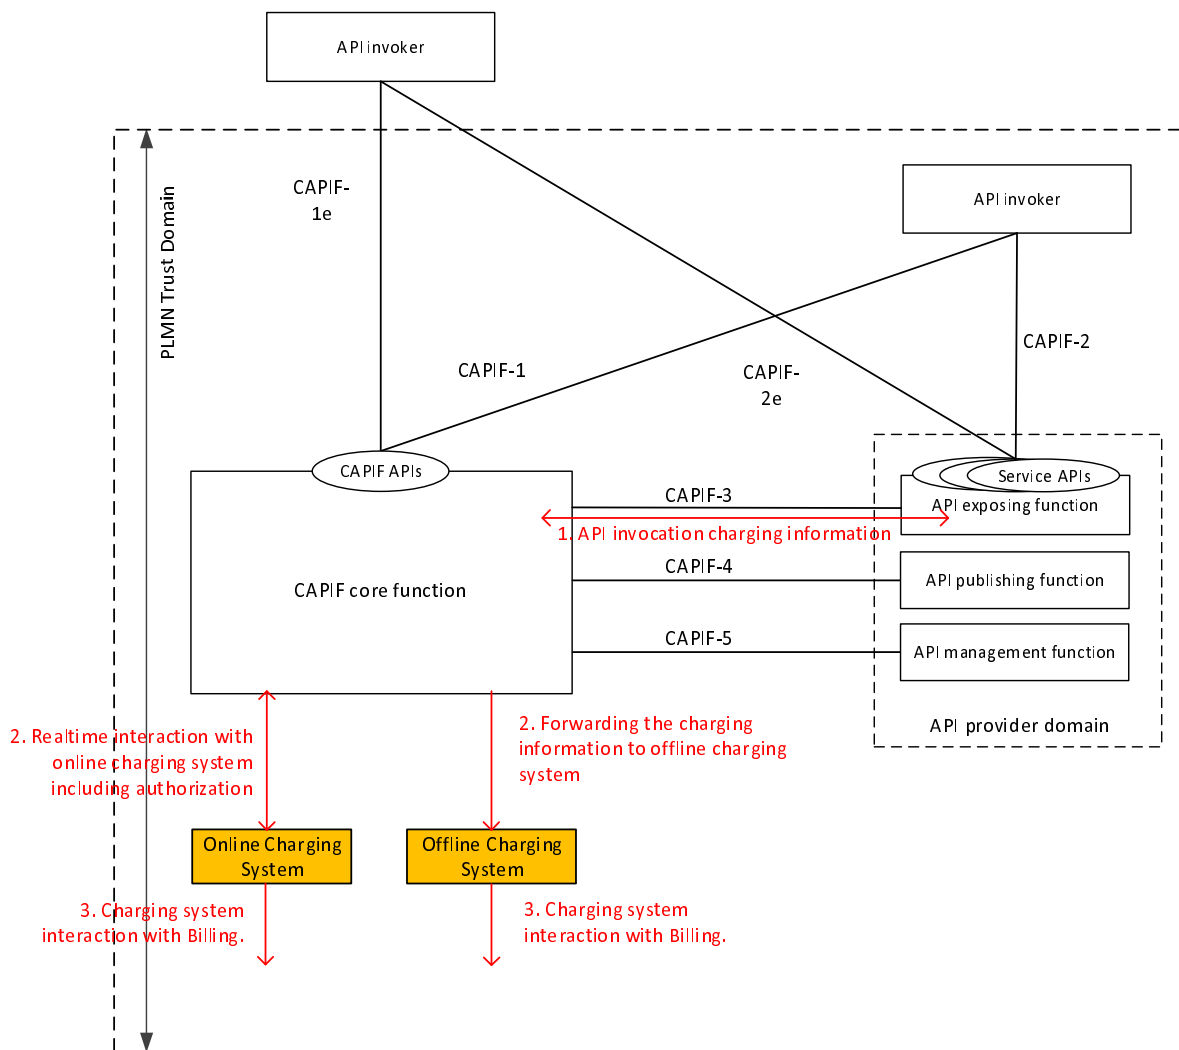 API invoker
CAPIF-
1e
API invoker
PLMN Trust Domain
CAPIF-2
CAPIF-1
CAPIF-
2e
CAPIF APIs
Service APIs
CAPIF-3
API exposing function
1. API invocation charging information
CAPIF-4
API publishing function
CAPIF core function
CAPIF-5
API management function
API provider domain
2. Realtime interaction with
online charging system
including authorization
2. Forwarding the charging
information to offline charging
system
Online Charging
System
Offline Charging
System
3. Charging system
interaction with Billing.
3. Charging system
interaction with Billing.